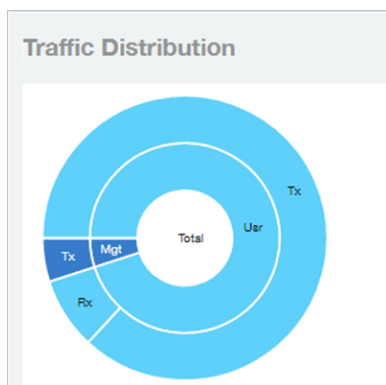 Traffic Distribution
Tx
Usr
Total
Mgt
Tx
Rx